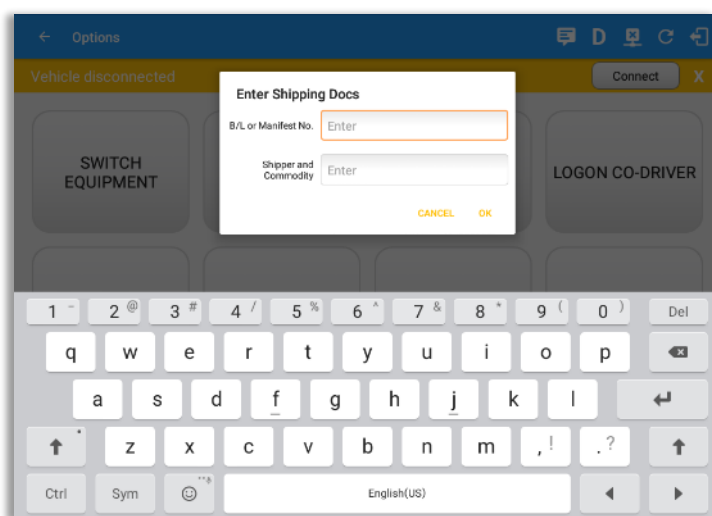 Options
D
Vehicle disconnected
Connect
X
Enter Shipping Docs
B/L or Manifest No.
Enter
Shipper and
Commodity
Enter
CANCEL
OK
SWITCH
EQUIPMENT
LOGON CO-DRIVER
1 - 2 @ 3 # 4 / 5 % 6 ^ 7 & 8 * 9 ( 0 ) Del
q w e r t y u i o p
a s d f g h j k l
z x c v b n m , ! . ?
Ctrl Sym English(US)